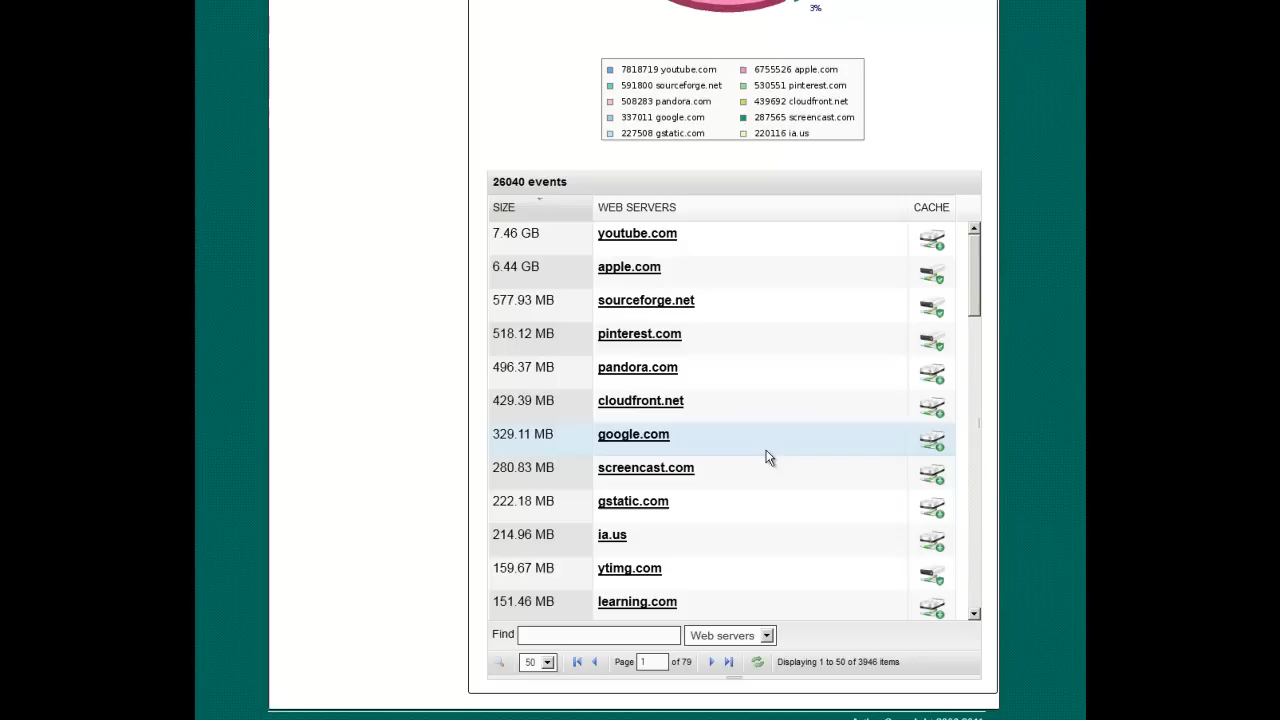 3%
7818719 youtube.com 6755526 apple.com
591800 sourceforge.net 530551 pinterest.com
508283 pandora.com 439692 cloudfront.net
337011 google.com 287565 screencast.com
227508 gstatic.com 220116 ia.us
26040 events
SIZE WEB SERVERS CACHE
7.46 GB youtube.com
6.44 GB apple.com
577.93 MB sourceforge.net
518.12 MB pinterest.com
496.37 MB pandora.com
429.39 MB cloudfront.net
329.11 MB google.com
280.83 MB screencast.com
222.18 MB gstatic.com
214.96 MB ia.us
159.67 MB ytimg.com
151.46 MB learning.com
Find Web servers
50 Page 1 of 79 Displaying 1 to 50 of 3946 items